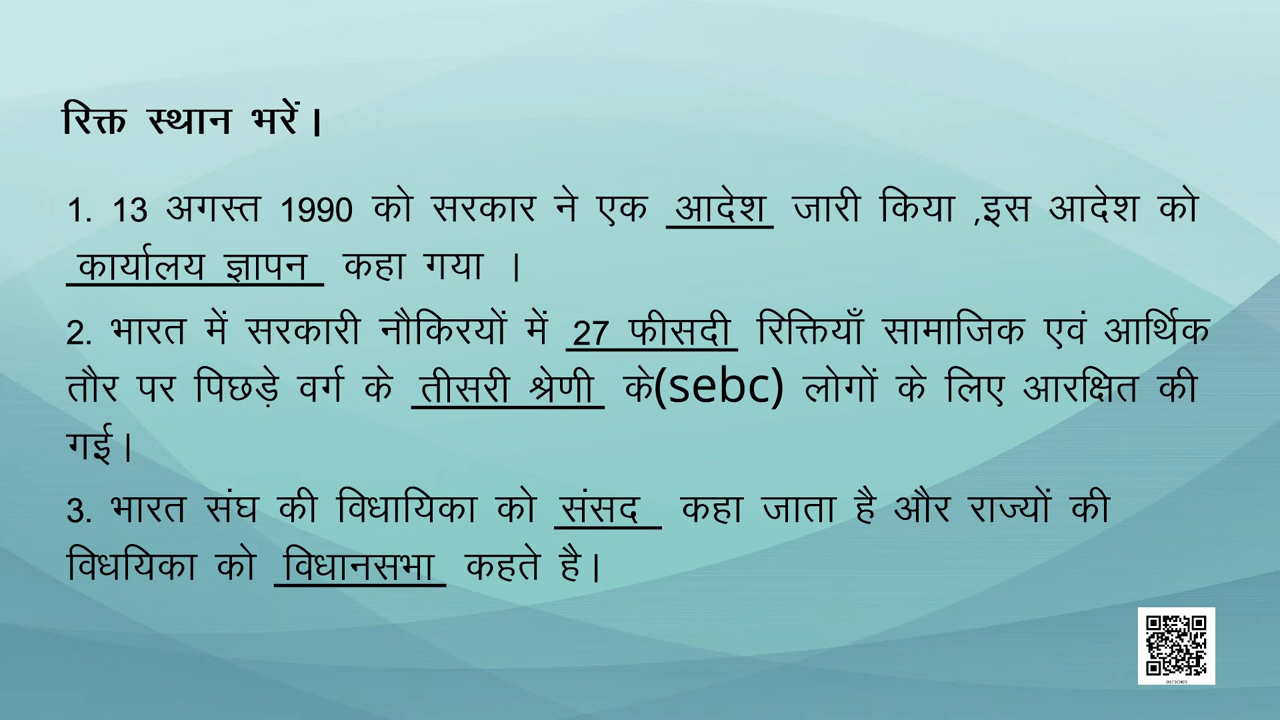 रिक्त स्थान भरें।
1. 13 अगस्त 1990 को सरकार ने एक आदेश जारी किया ,इस आदेश को
कार्यालय ज्ञापन कहा गया ।
2. भारत में सरकारी नौकिरयों में 27 फीसदी रिक्तियाँ सामाजिक एवं आर्थिक
तौर पर पिछड़े वर्ग के तीसरी श्रेणी के(sebc) लोगों के लिए आरक्षित की
गई।
3. भारत संघ की विधायिका को संसद कहा जाता है और राज्यों की
विधयिका को विधानसभा कहते है।